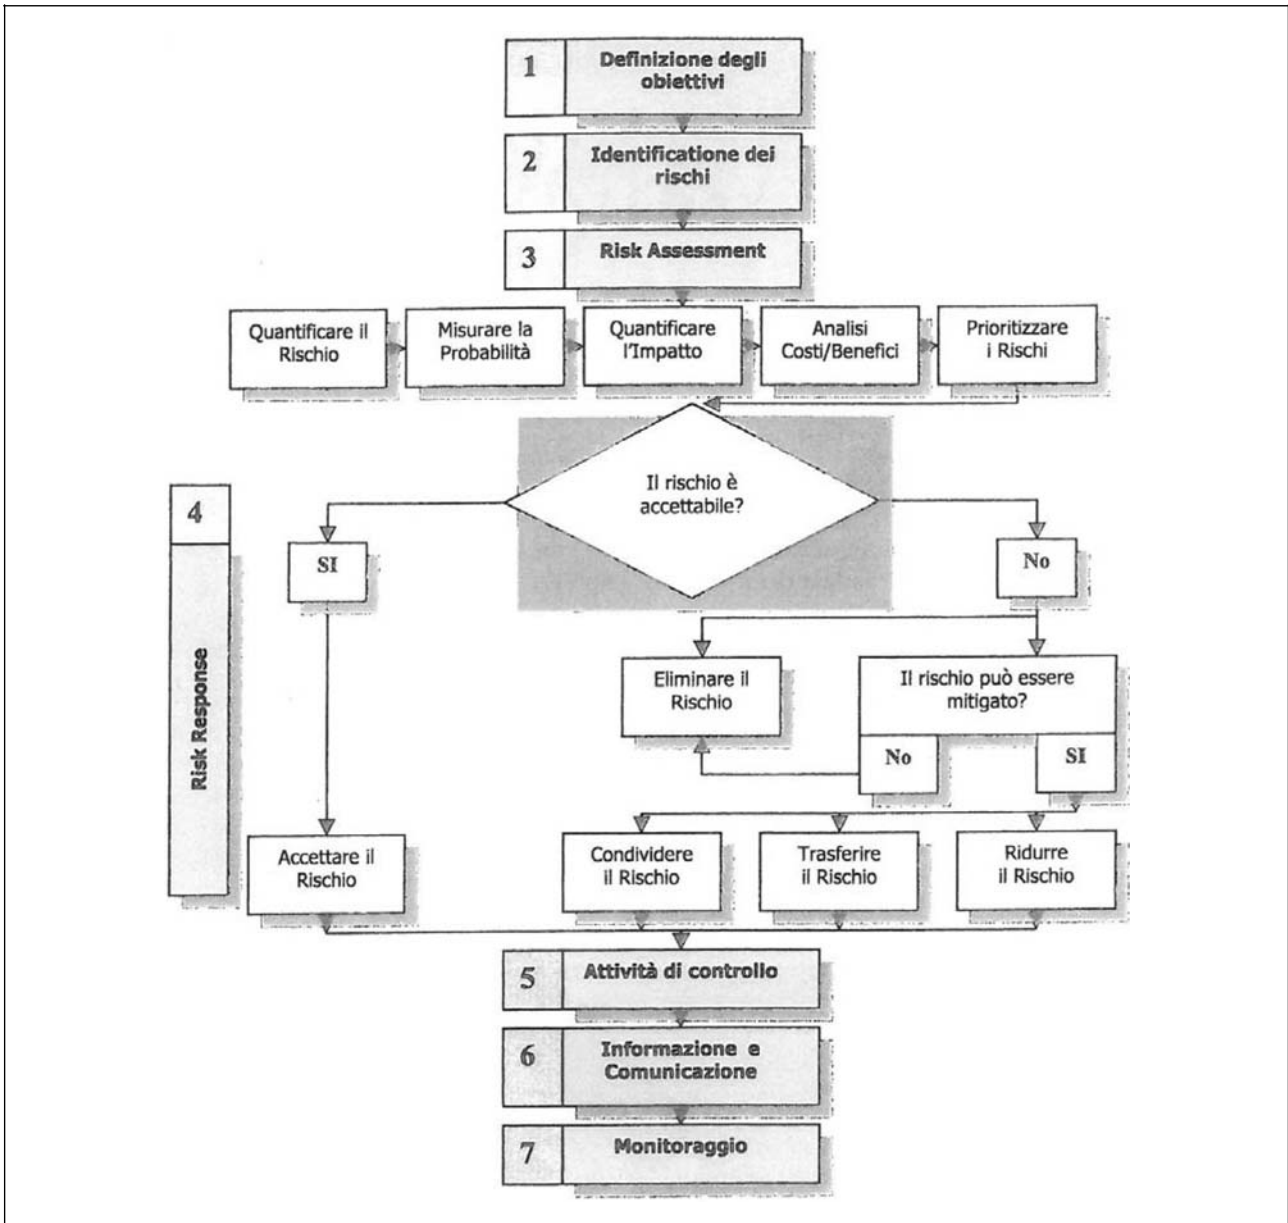 1
Definizione degli
obiettivi
2
Identificatione dei
rischi
3
Risk Assessment
Quantificare il
Rischio
Misurare la
Probabilità
Quantificare
l'Impatto
Analisi
Costi/Benefici
Prioritizzare
i Rischi
Il rischio è
accettabile?
4
Risk Response
SI
No
Eliminare il
Rischio
Il rischio può essere
mitigato?
No
SI
Accettare il
Rischio
Condividere
il Rischio
Trasferire
il Rischio
Ridurre
il Rischio
5
Attività di controllo
6
Informazione e
Comunicazione
7
Monitoraggio